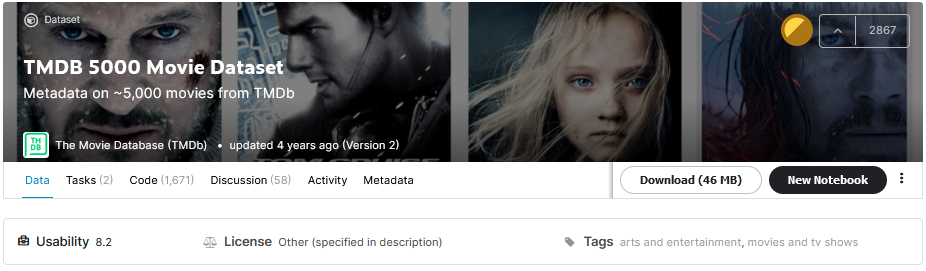 Dataset
2867
TMDB 5000 Movie Dataset
Metadata on ~5,000 movies from TMDb
TM
DB
The Movie Database (TMDb) • updated 4 years ago (Version 2)
TOM CRUISE
Data Tasks (2) Code (1,671) Discussion (58) Activity Metadata Download (46 MB) New Notebook
Usability 8.2 License Other (specified in description) Tags arts and entertainment, movies and tv shows